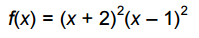 f(x) = (x + 2)²(x – 1)²